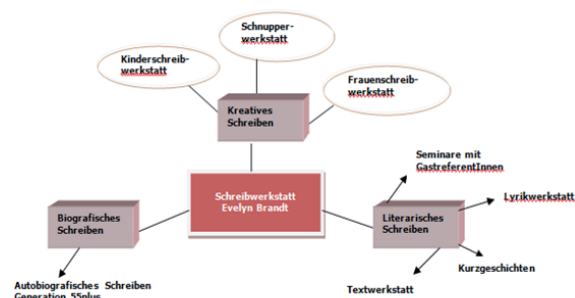 Schnupper-
werkstatt
Kinderschreib-
werkstatt
Frauenschreib-
werkstatt
Kreatives
Schreiben
Seminare mit
GastreferentInnen
Schreibwerkstatt
Evelyn Brandt
Lyrikwerkstatt
Biografisches
Schreiben
Literarisches
Schreiben
Kurzgeschichten
Autobiografisches Schreiben
Generation 55plus
Textwerkstatt